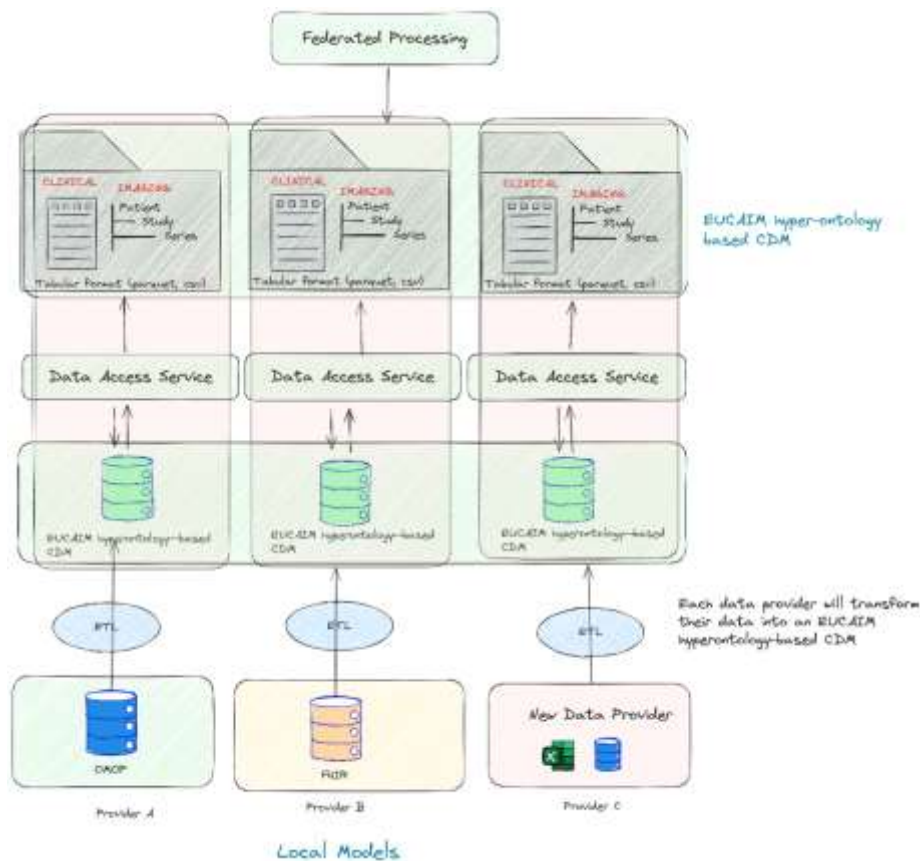 Federated Processing
CLINICAL
IMAGING
Patient
Study
Series
Tabular Format (parquet, csv)
CLINICAL
IMAGING
Patient
Study
Series
Tabular Format (parquet, csv)
CLINICAL
IMAGING
Patient
Study
Series
Tabular Format (parquet, csv)
EUCAIM hyper-ontology
based CDM
Data Access Service
Data Access Service
Data Access Service
EUCAIM hyperontology-based
CDM
EUCAIM hyperontology-based
CDM
EUCAIM hyperontology-based
CDM
ETL
ETL
ETL
Each data provider will transform
their data into an EUCAIM
hyperontology-based CDM
OMOP
New Data Provider
Provider A
Provider B
Provider C
Local Models